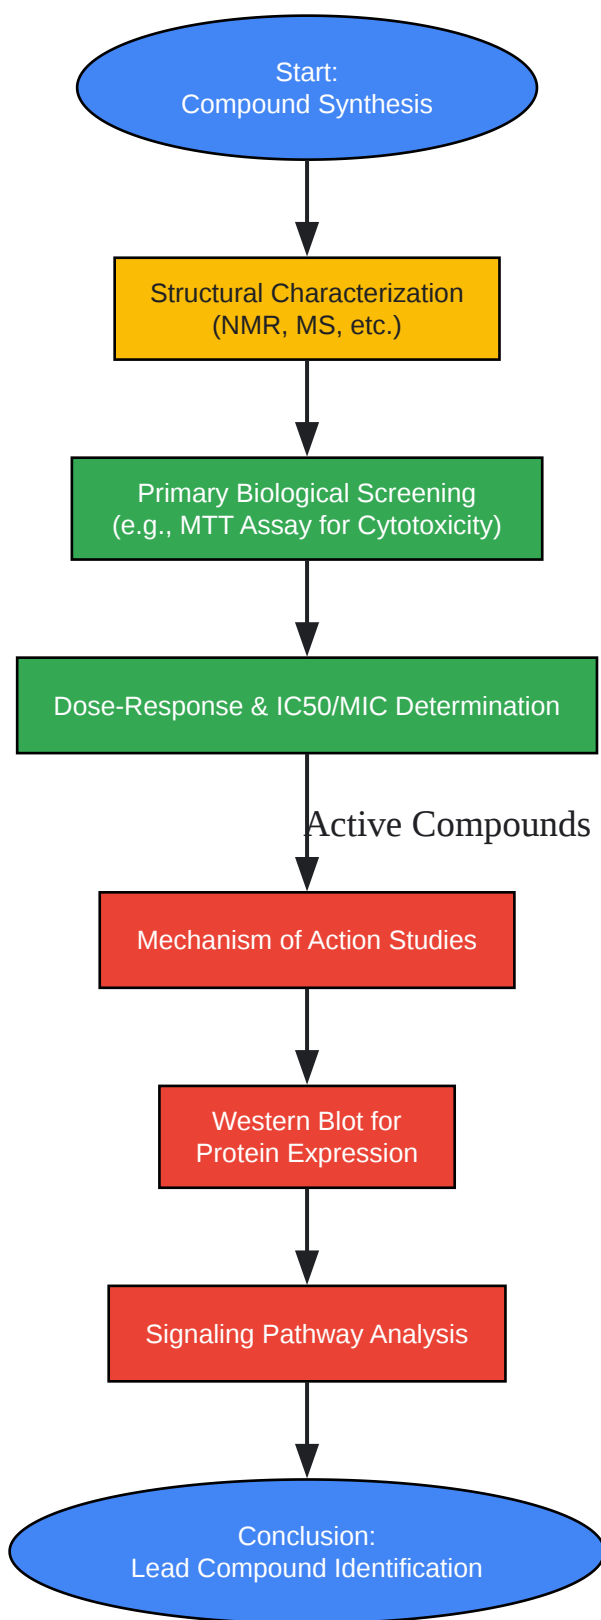 Start:
Compound Synthesis
Structural Characterization
(NMR, MS, etc.)
Primary Biological Screening
(e.g., MTT Assay for Cytotoxicity)
Dose-Response & IC50/MIC Determination
Active Compounds
Mechanism of Action Studies
Western Blot for
Protein Expression
Signaling Pathway Analysis
Conclusion:
Lead Compound Identification